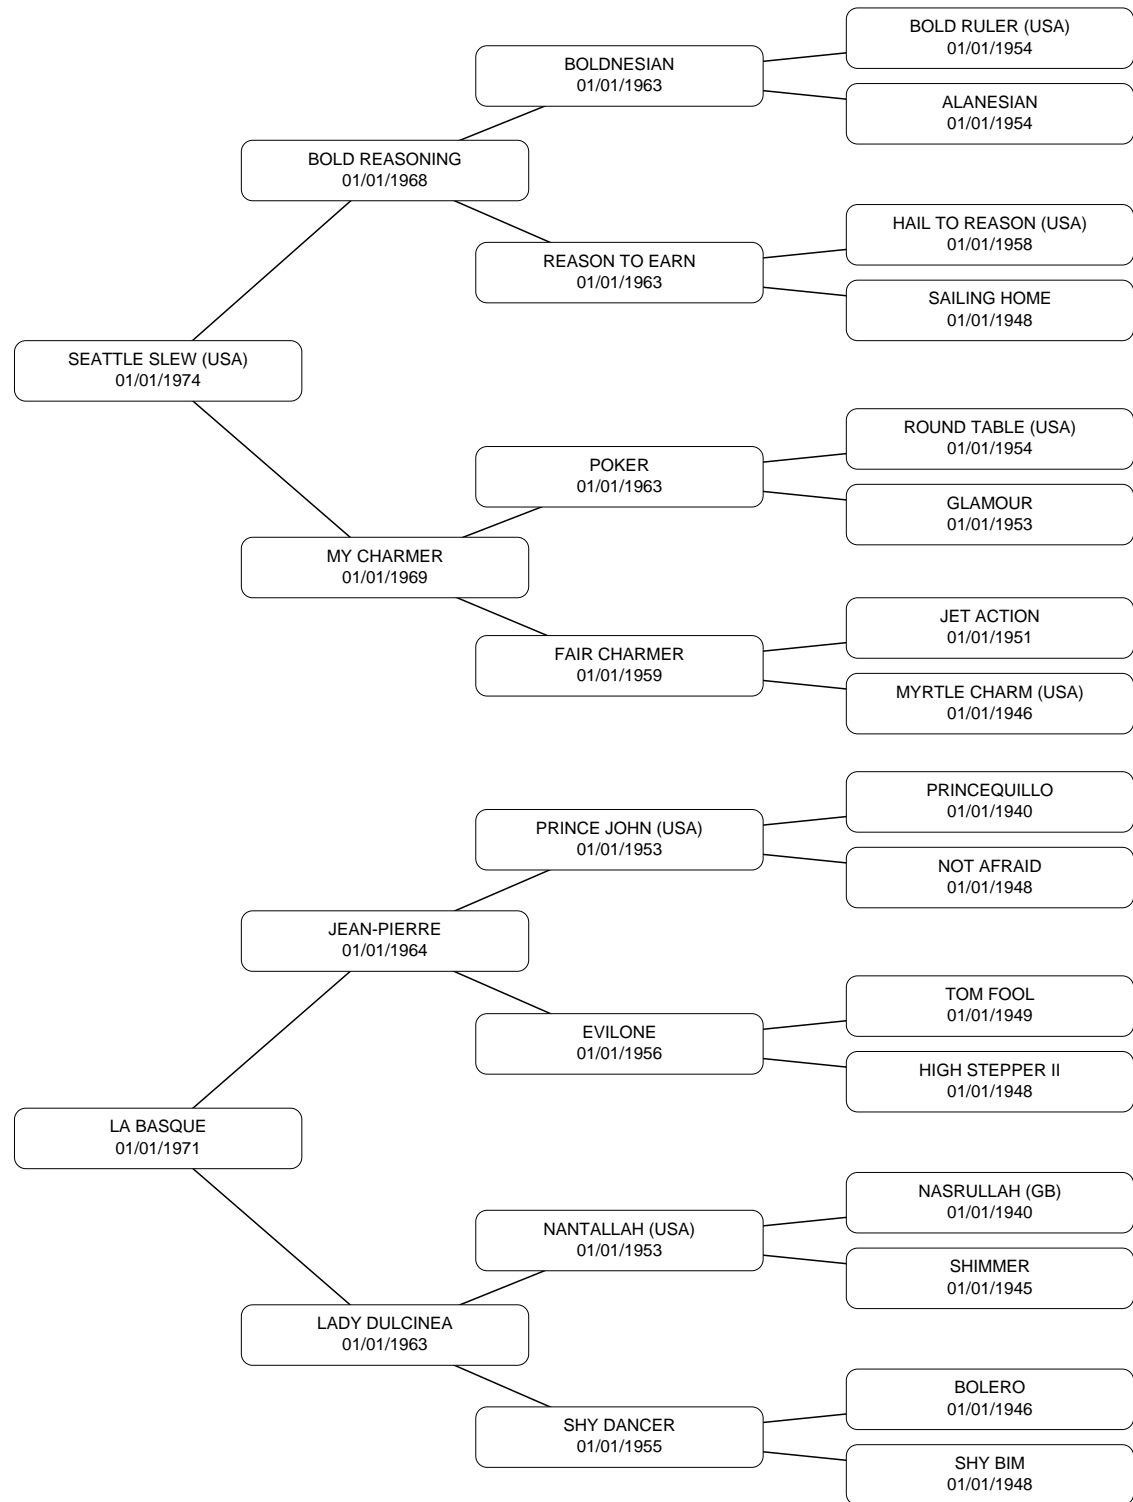 BOLD RULER (USA)
01/01/1954
BOLDNESIAN
01/01/1963
ALANESIAN
01/01/1954
BOLD REASONING
01/01/1968
HAIL TO REASON (USA)
01/01/1958
REASON TO EARN
01/01/1963
SAILING HOME
01/01/1948
SEATTLE SLEW (USA)
01/01/1974
ROUND TABLE (USA)
01/01/1954
POKER
01/01/1963
GLAMOUR
01/01/1953
MY CHARMER
01/01/1969
JET ACTION
01/01/1951
FAIR CHARMER
01/01/1959
MYRTLE CHARM (USA)
01/01/1946
PRINCEQUILLO
01/01/1940
PRINCE JOHN (USA)
01/01/1953
NOT AFRAID
01/01/1948
JEAN-PIERRE
01/01/1964
TOM FOOL
01/01/1949
EVILONE
01/01/1956
HIGH STEPPER II
01/01/1948
LA BASQUE
01/01/1971
NASRULLAH (GB)
01/01/1940
NANTALLAH (USA)
01/01/1953
SHIMMER
01/01/1945
LADY DULCINEA
01/01/1963
BOLERO
01/01/1946
SHY DANCER
01/01/1955
SHY BIM
01/01/1948